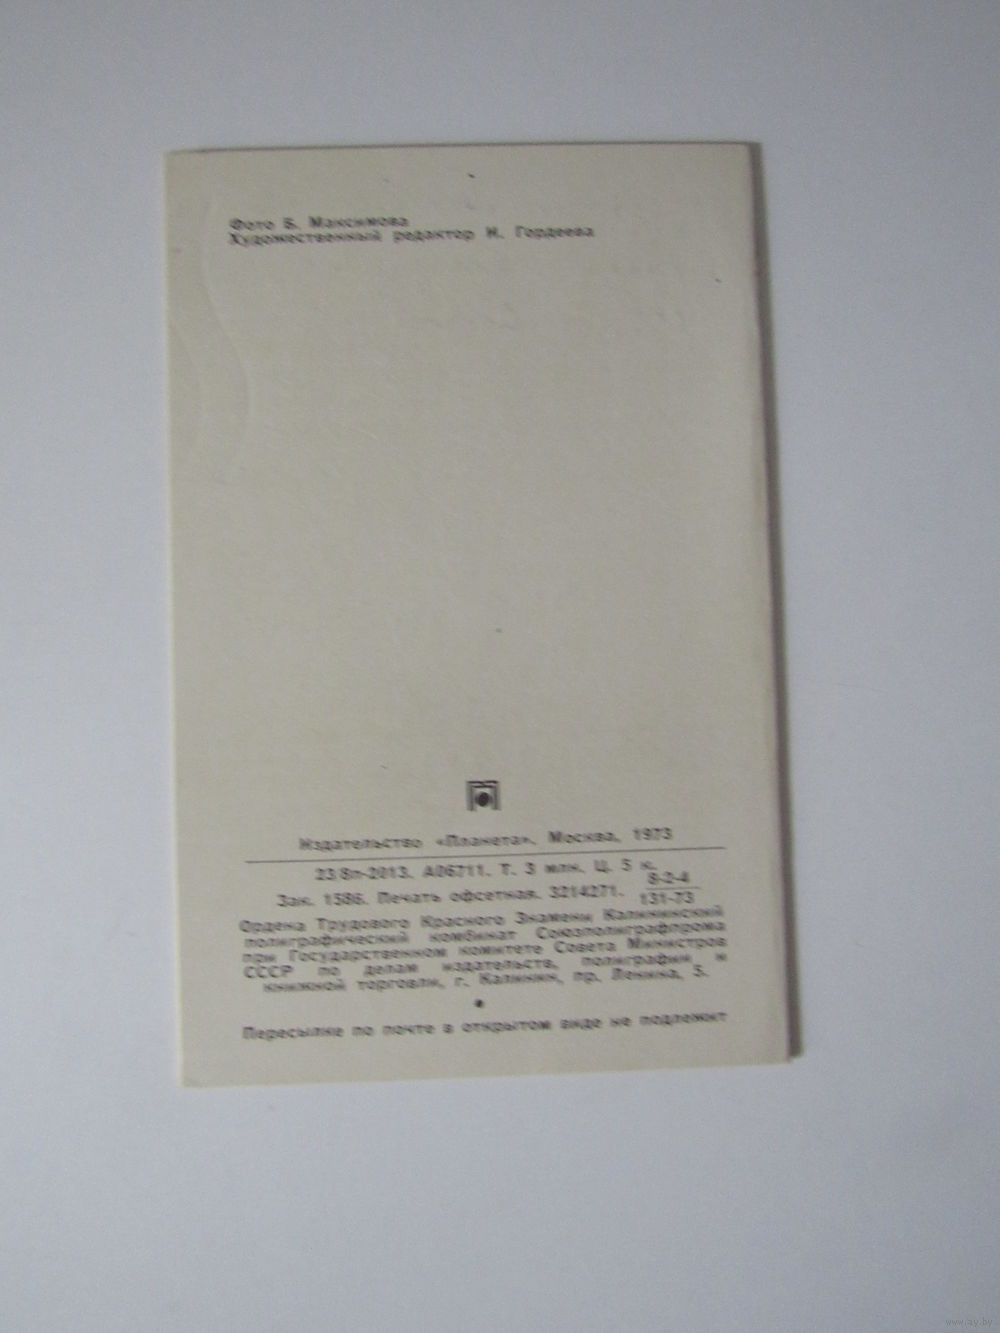 Фото Б. Максимова
Художественный редактор Н. Гордеева
Издательство «Планета». Москва, 1973
23/8п-2013. А06711. Т. 3 млн. Ц. 5 к.
Зак. 1586. Печать офсетная. 3214271. 8-2-4
131-73
Ордена Трудового Красного Знамени Калининский
полиграфический комбинат Союзполиграфпрома
при Государственном комитете Совета Министров
СССР по делам издательств, полиграфии и
книжной торговли, г. Калинин, пр. Ленина, 5.
Пересылке по почте в открытом виде не подлежит
www.ay.by